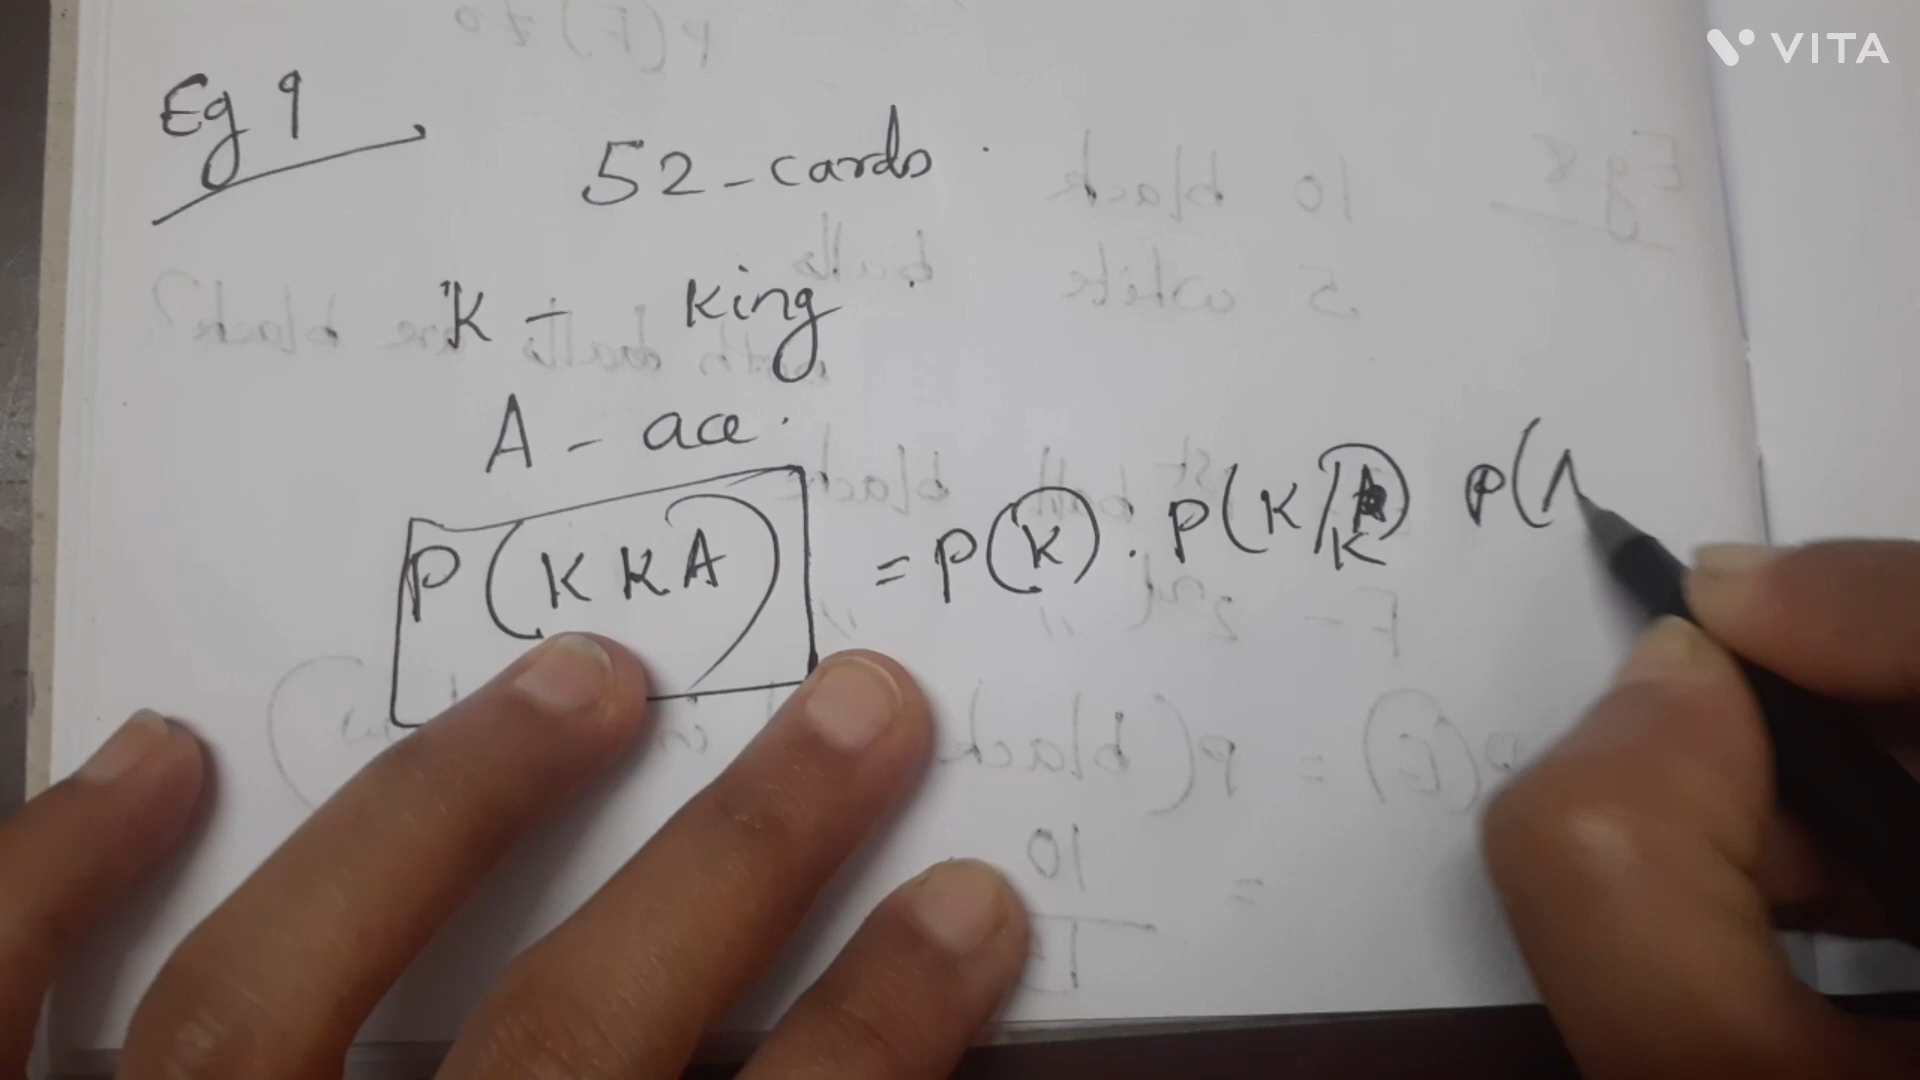 VITA
Eg 9
52-cards.
K - king
A - ace.
P(KKA) = P(K). P(K/K) P(A